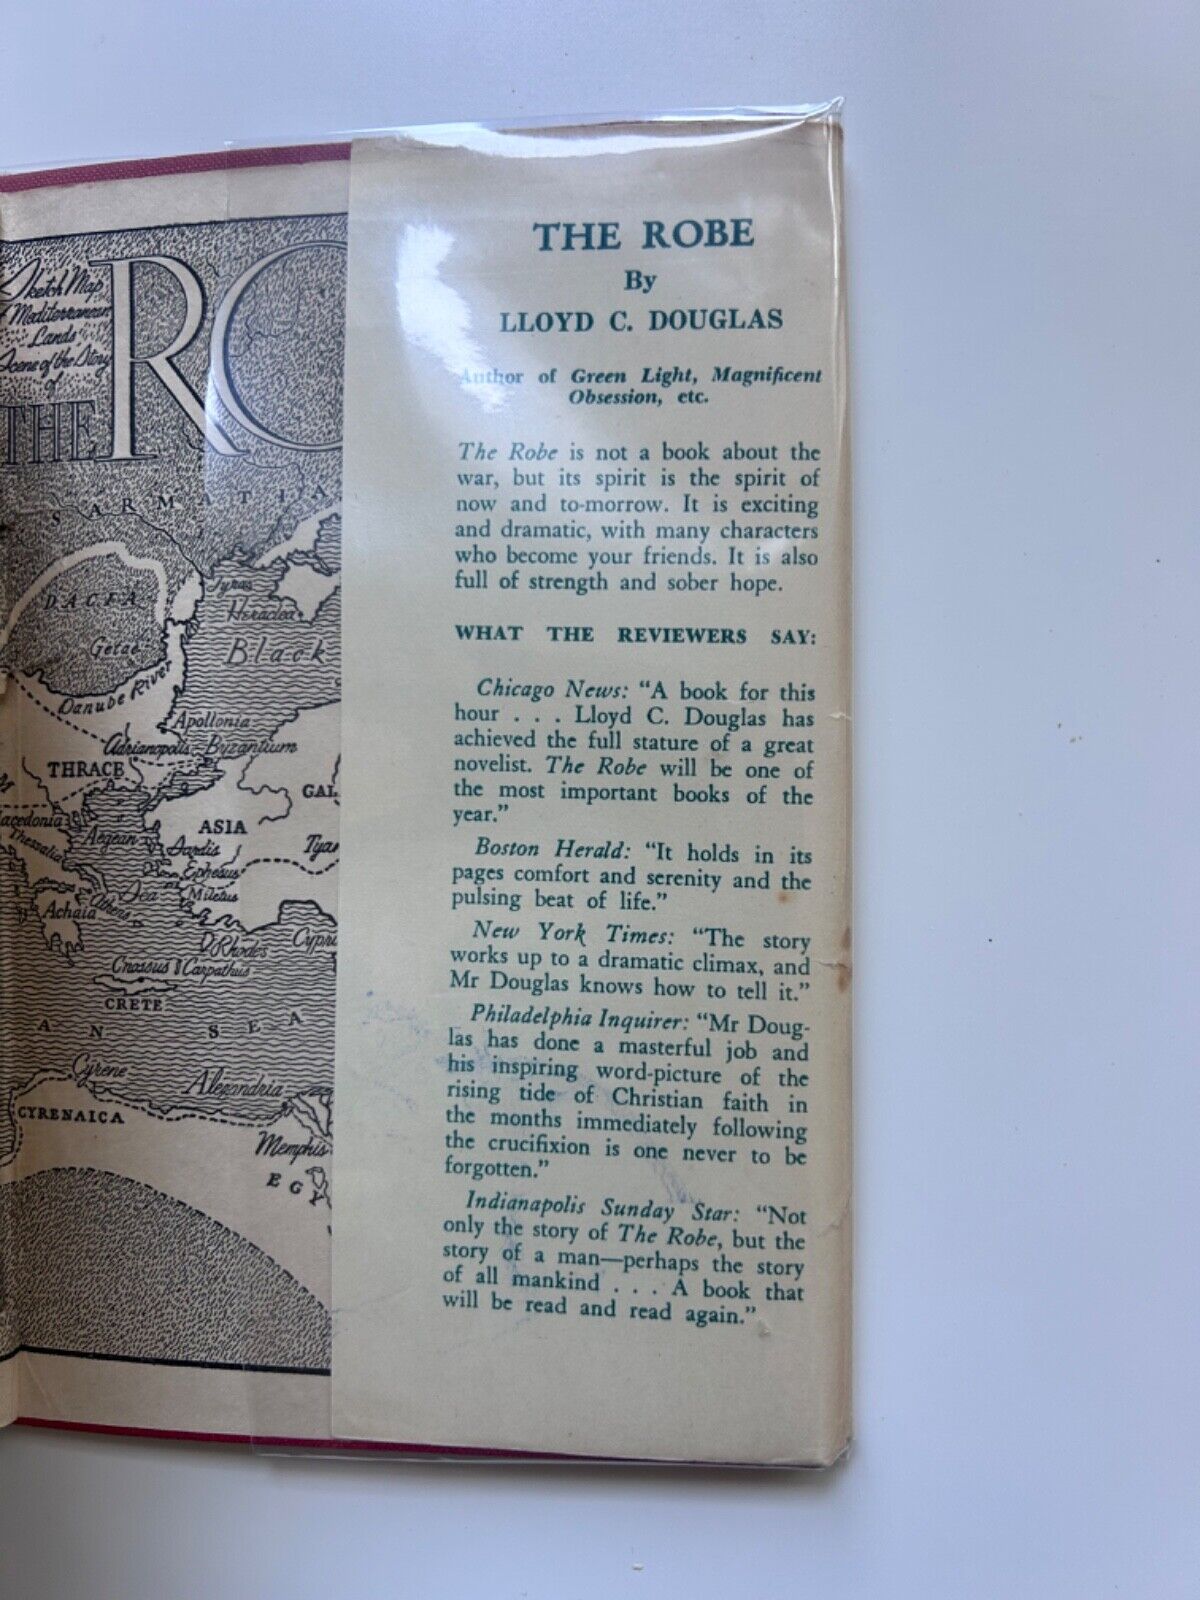 Sketch Map
Mediterranean
Lands
Scene of the Story
of
THE RO
SARMATIA
DACIA
Getae
Danube River
Tyras
Heraclea
Black
Apollonia
Adrianopolis Byzantium
THRACE
GAL
Macedonia
Thessalia
Aegean
ASIA
Sardis
Tyan
Ephesus
Sea
Miletus
Achaia
Athens
Rhodes
Cypru
Cnossus Carpathus
CRETE
AN SEA
Cyrene
Alexandria
CYRENAICA
Memphis
EGY
THE ROBE
By
LLOYD C. DOUGLAS
Author of Green Light, Magnificent
Obsession, etc.
The Robe is not a book about the
war, but its spirit is the spirit of
now and to-morrow. It is exciting
and dramatic, with many characters
who become your friends. It is also
full of strength and sober hope.
WHAT THE REVIEWERS SAY:
Chicago News: "A book for this
hour . . . Lloyd C. Douglas has
achieved the full stature of a great
novelist. The Robe will be one of
the most important books of the
year."
Boston Herald: "It holds in its
pages comfort and serenity and the
pulsing beat of life."
New York Times: "The story
works up to a dramatic climax, and
Mr Douglas knows how to tell it."
Philadelphia Inquirer: "Mr Doug-
las has done a masterful job and
his inspiring word-picture of the
rising tide of Christian faith in
the months immediately following
the crucifixion is one never to be
forgotten."
Indianapolis Sunday Star: "Not
only the story of The Robe, but the
story of a man—perhaps the story
of all mankind . . . A book that
will be read and read again."